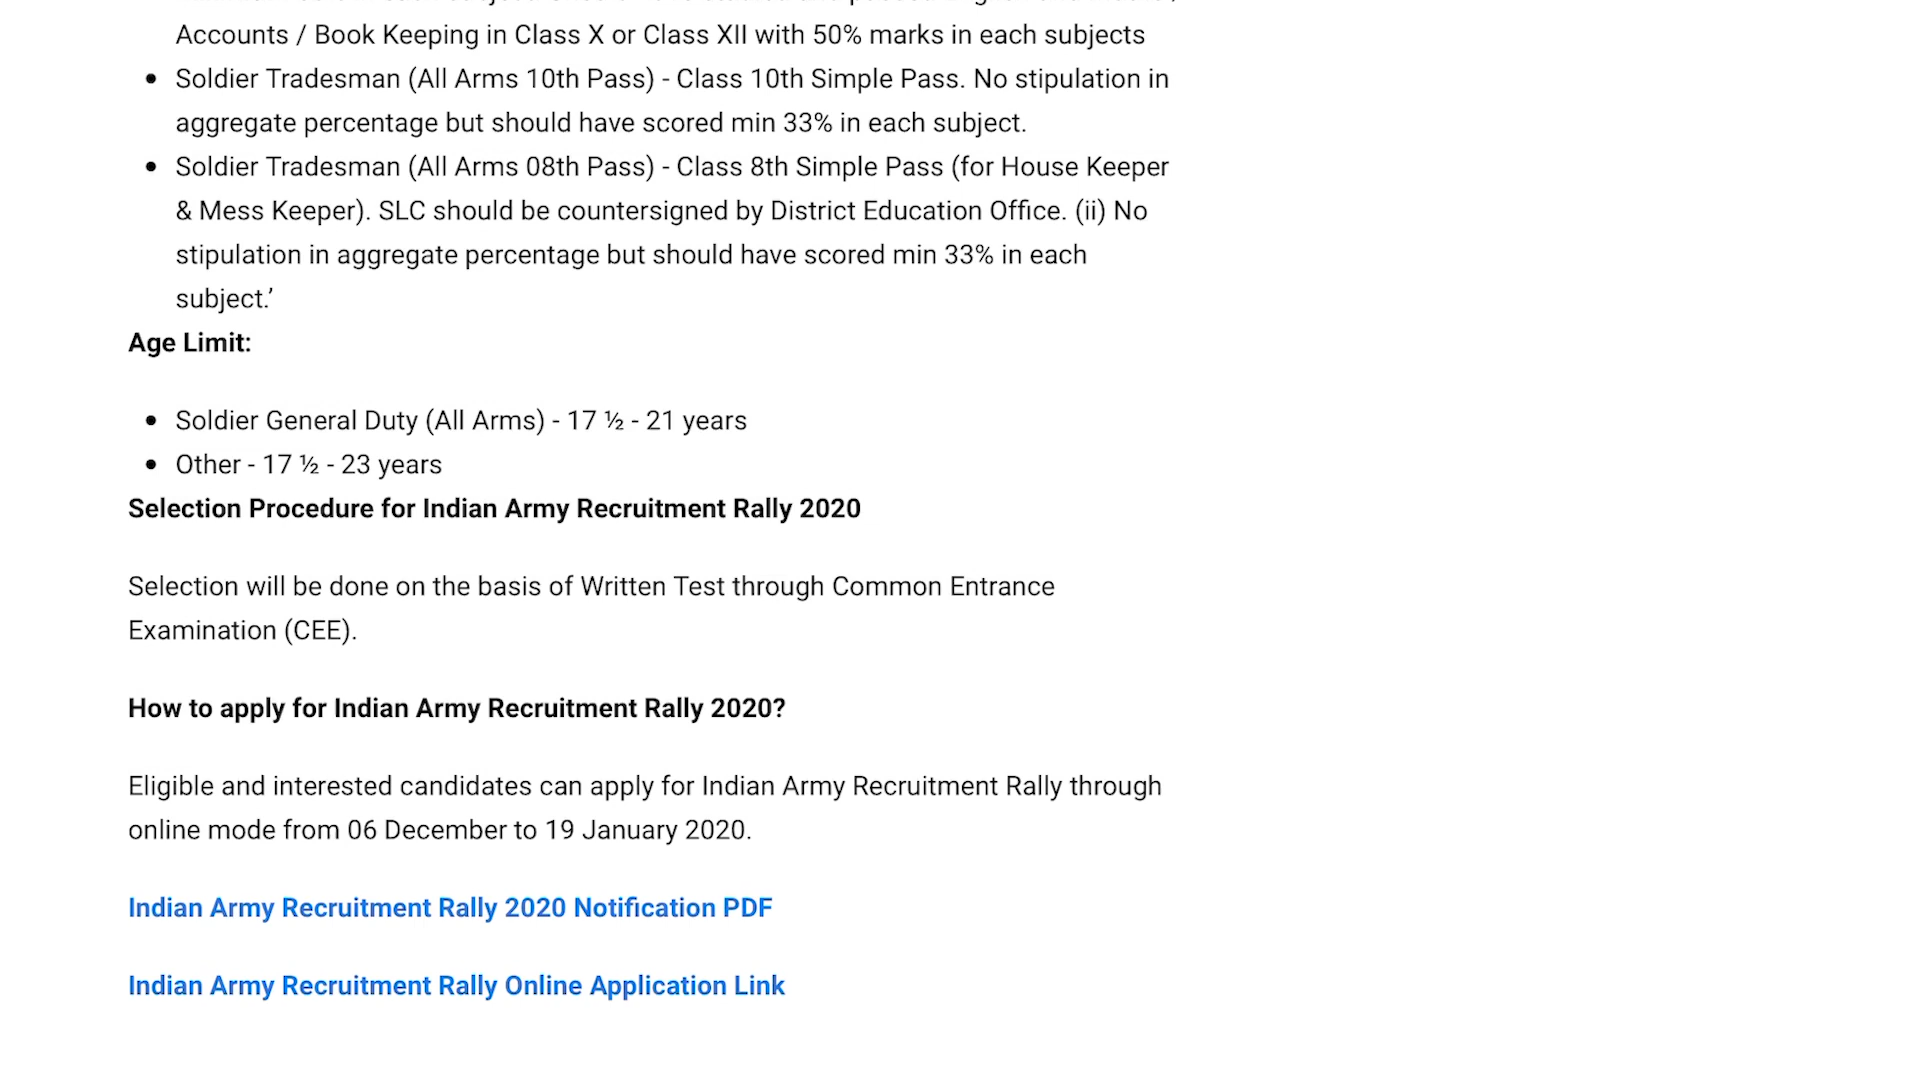 Accounts / Book Keeping in Class X or Class XII with 50% marks in each subjects
• Soldier Tradesman (All Arms 10th Pass) - Class 10th Simple Pass. No stipulation in
aggregate percentage but should have scored min 33% in each subject.
• Soldier Tradesman (All Arms 08th Pass) - Class 8th Simple Pass (for House Keeper
& Mess Keeper). SLC should be countersigned by District Education Office. (ii) No
stipulation in aggregate percentage but should have scored min 33% in each
subject.’
Age Limit:
• Soldier General Duty (All Arms) - 17 ½ - 21 years
• Other - 17 ½ - 23 years
Selection Procedure for Indian Army Recruitment Rally 2020
Selection will be done on the basis of Written Test through Common Entrance
Examination (CEE).
How to apply for Indian Army Recruitment Rally 2020?
Eligible and interested candidates can apply for Indian Army Recruitment Rally through
online mode from 06 December to 19 January 2020.
Indian Army Recruitment Rally 2020 Notification PDF
Indian Army Recruitment Rally Online Application Link